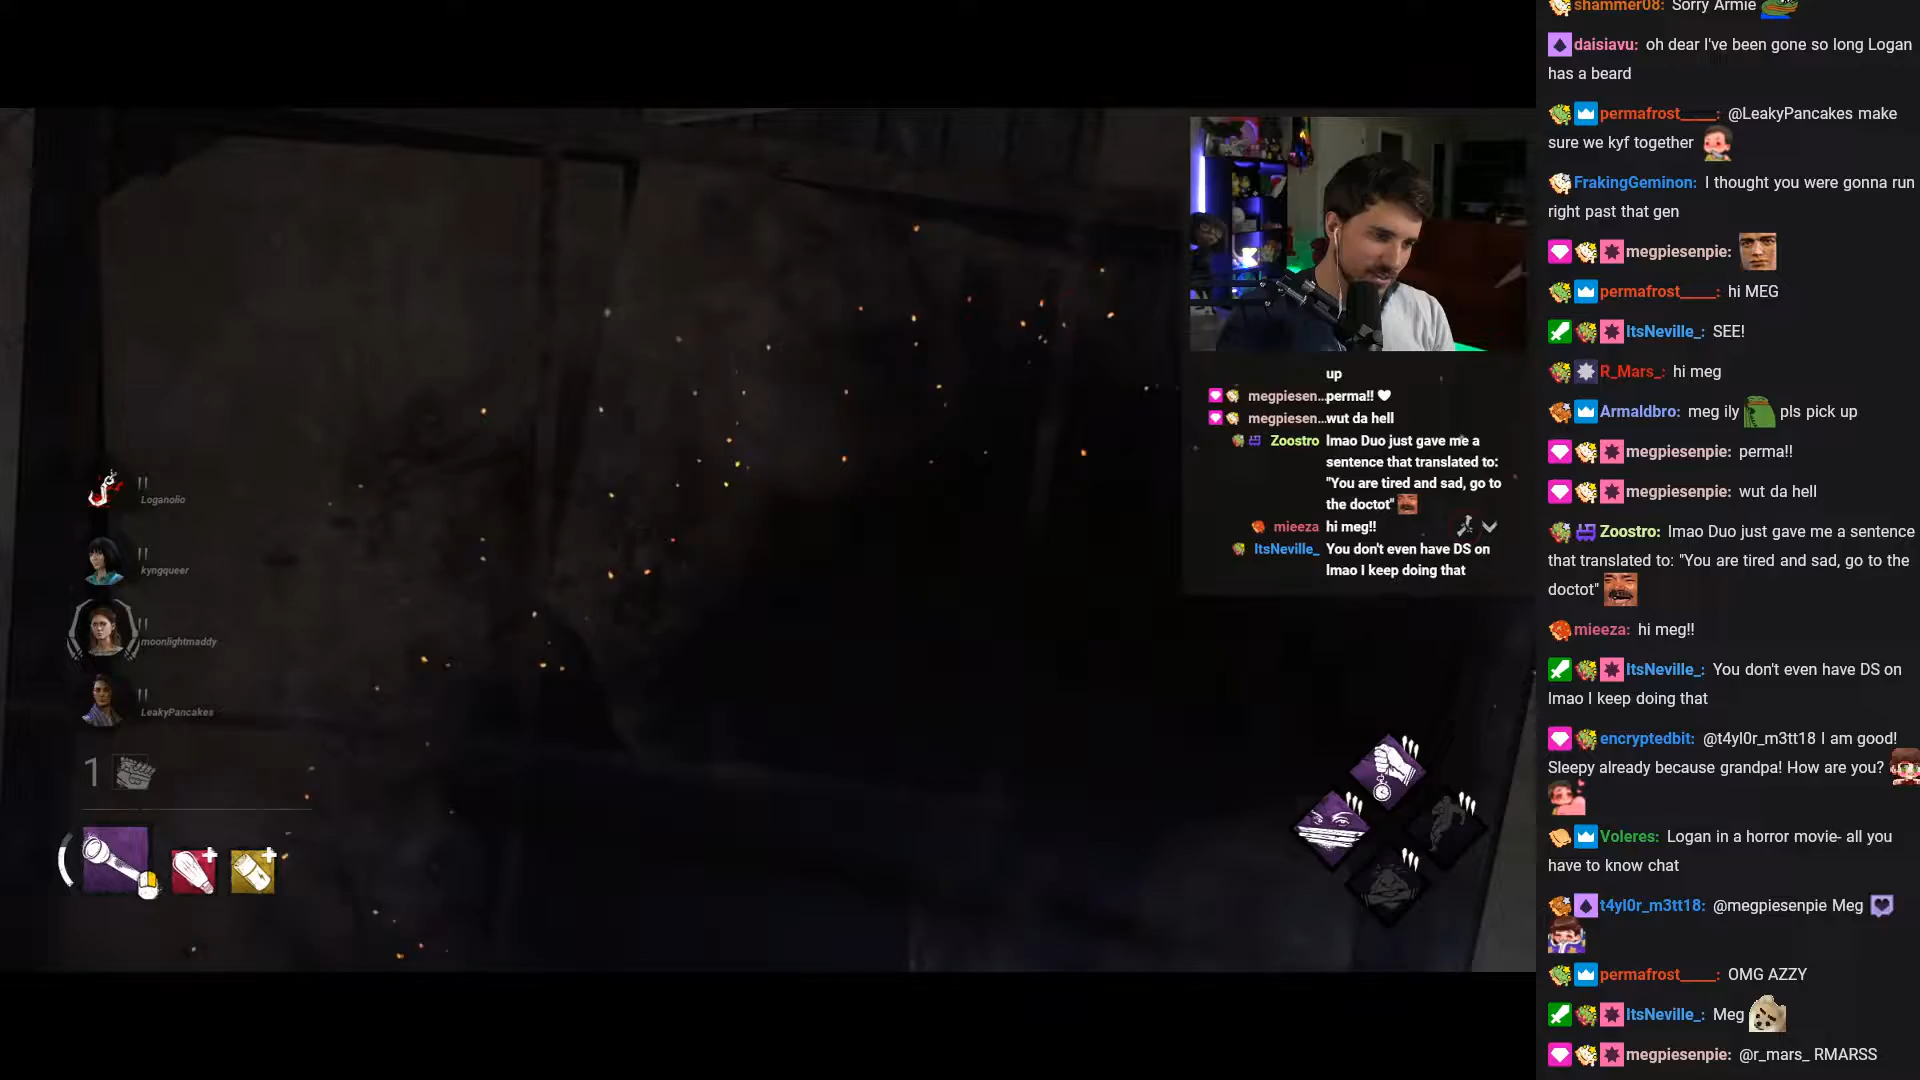 Loganolio
kyngqueer
moonlightmaddy
LeakyPancakes
1
up
megpiesen... perma!! 🤍
megpiesen... wut da hell
Zoostro lmao Duo just gave me a
sentence that translated to:
"You are tired and sad, go to
the doctot"
mieeza hi meg!!
ItsNeville_ You don't even have DS on
lmao I keep doing that
shammer08: Sorry Armie
daisiavu: oh dear I've been gone so long Logan
has a beard
permafrost_____: @LeakyPancakes make
sure we kyf together
FrakingGeminon: I thought you were gonna run
right past that gen
megpiesenpie:
permafrost_____: hi MEG
ItsNeville_: SEE!
R_Mars_: hi meg
Armaldbro: meg ily pls pick up
megpiesenpie: perma!!
megpiesenpie: wut da hell
Zoostro: lmao Duo just gave me a sentence
that translated to: "You are tired and sad, go to the
doctot"
mieeza: hi meg!!
ItsNeville_: You don't even have DS on
lmao I keep doing that
encryptedbit: @t4yl0r_m3tt18 I am good!
Sleepy already because grandpa! How are you?
Voleres: Logan in a horror movie- all you
have to know chat
t4yl0r_m3tt18: @megpiesenpie Meg
permafrost_____: OMG AZZY
ItsNeville_: Meg
megpiesenpie: @r_mars_ RMARSS